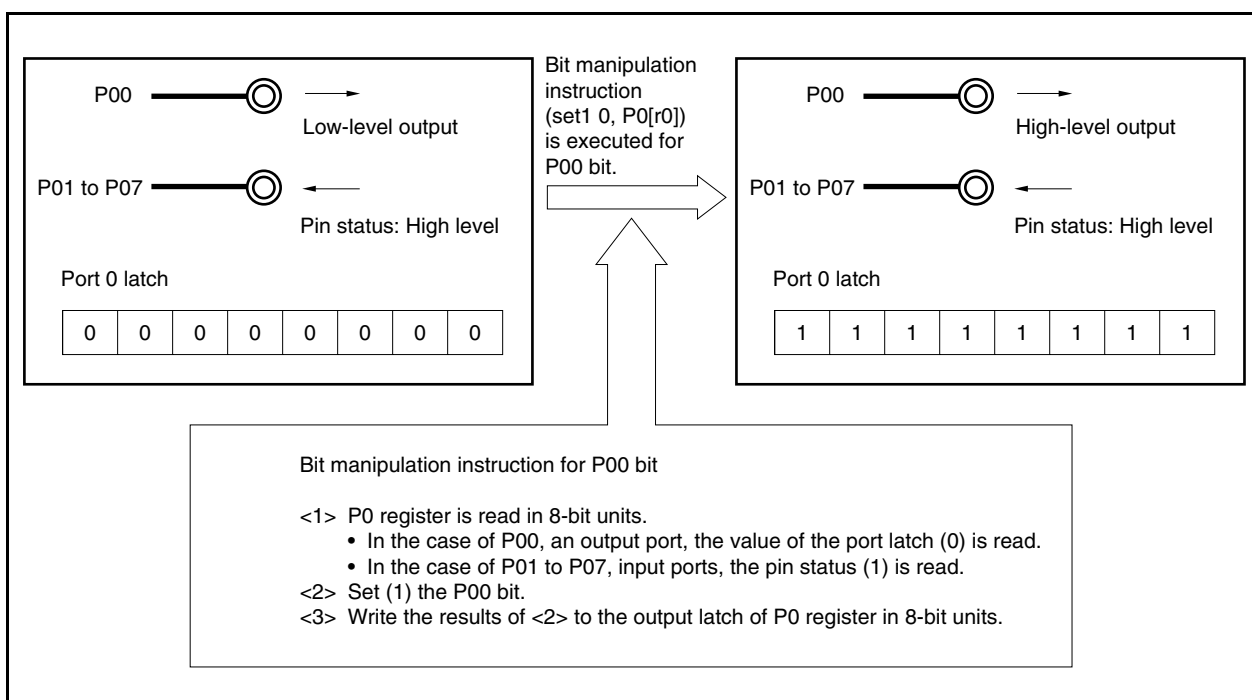 P00
Low-level output
P01 to P07
Pin status: High level
Port 0 latch
0 0 0 0 0 0 0 0
Bit manipulation
instruction
(set1 0, P0[r0])
is executed for
P00 bit.
P00
High-level output
P01 to P07
Pin status: High level
Port 0 latch
1 1 1 1 1 1 1 1
Bit manipulation instruction for P00 bit
<1> P0 register is read in 8-bit units.
• In the case of P00, an output port, the value of the port latch (0) is read.
• In the case of P01 to P07, input ports, the pin status (1) is read.
<2> Set (1) the P00 bit.
<3> Write the results of <2> to the output latch of P0 register in 8-bit units.